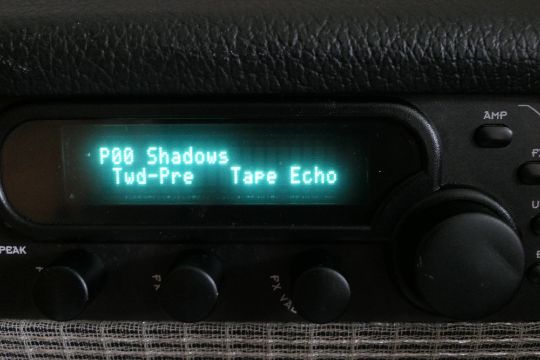 P00 Shadows
Twd-Pre Tape Echo
AMP
PEAK